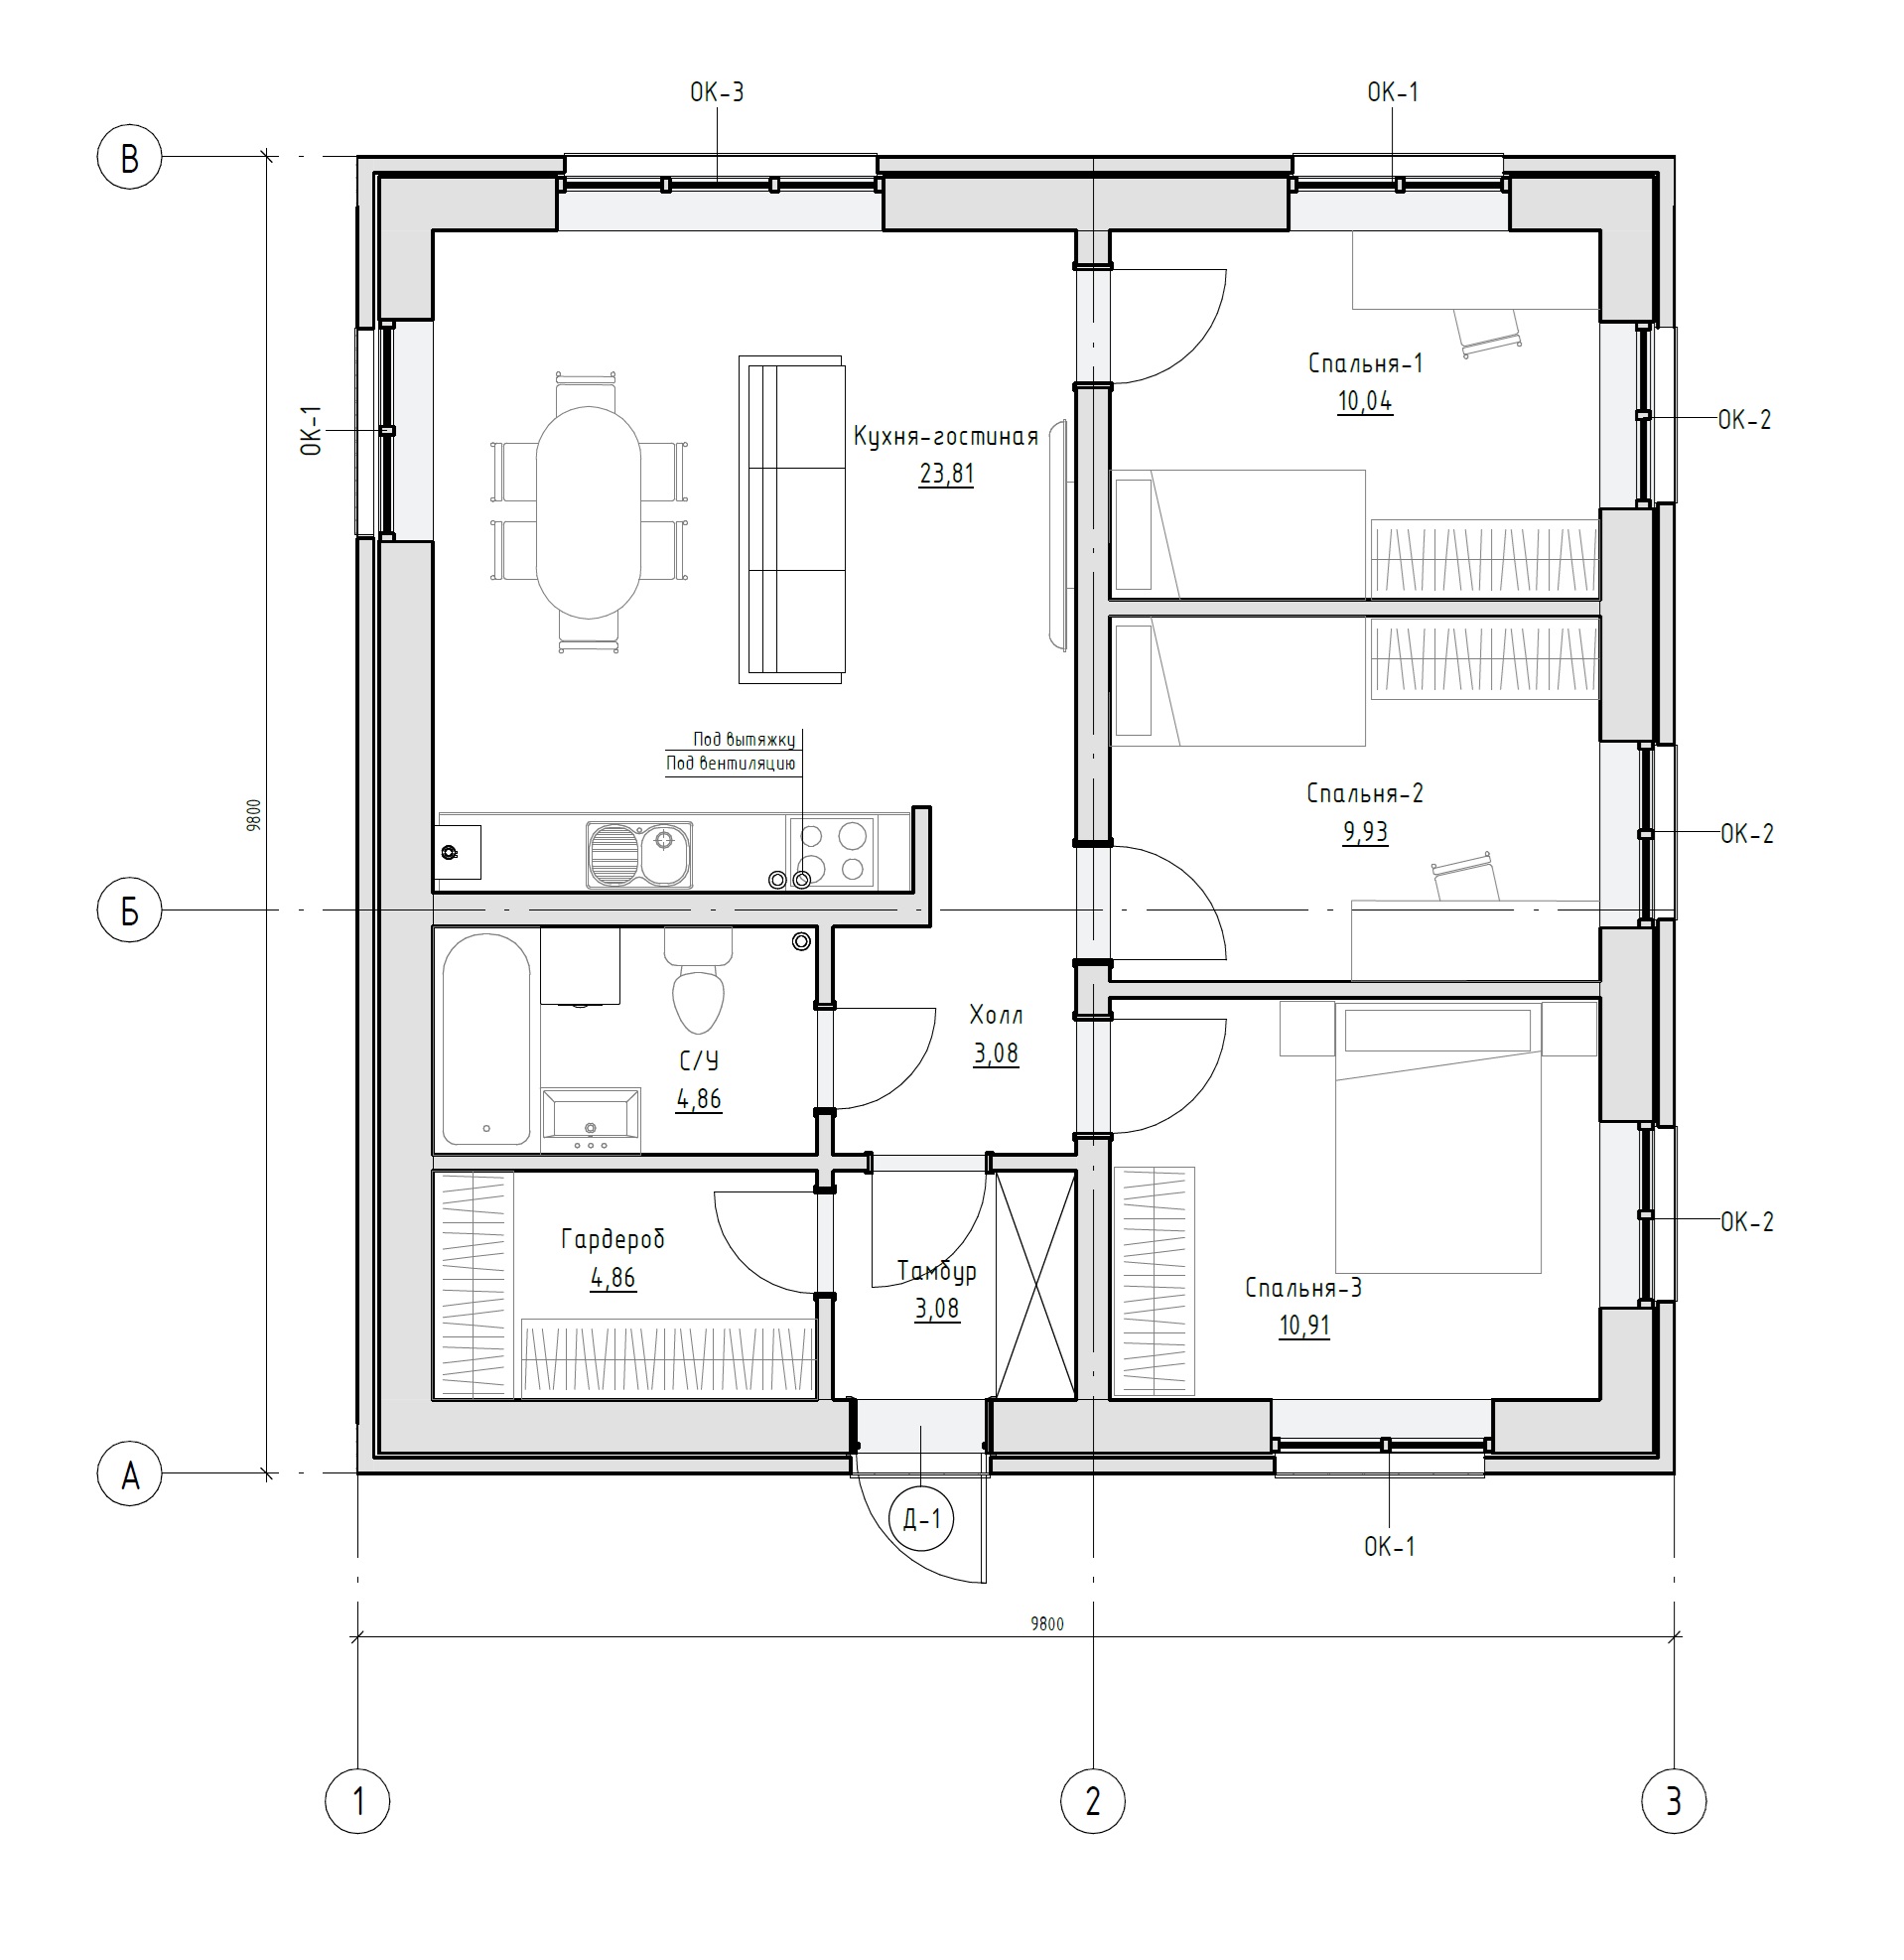 ОК-3
ОК-1
В
ОК-1
Спальня-1
10,04
ОК-2
Кухня-гостиная
23,81
Под вытяжку
Под вентиляцию
9800
Спальня-2
9,93
ОК-2
Б
Холл
3,08
С/У
4,86
Гардероб
4,86
Тамбур
3,08
Спальня-3
10,91
ОК-2
А
Д-1
ОК-1
9800
1
2
3